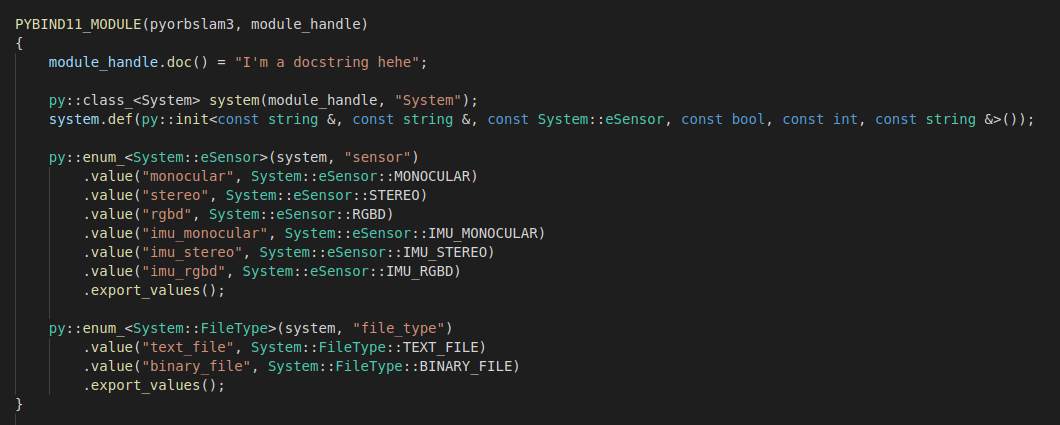 PYBIND11_MODULE(pyorbslam3, module_handle)
{
    module_handle.doc() = "I'm a docstring hehe";

    py::class_<System> system(module_handle, "System");
    system.def(py::init<const string &, const string &, const System::eSensor, const bool, const int, const string &>());

    py::enum_<System::eSensor>(system, "sensor")
        .value("monocular", System::eSensor::MONOCULAR)
        .value("stereo", System::eSensor::STEREO)
        .value("rgbd", System::eSensor::RGBD)
        .value("imu_monocular", System::eSensor::IMU_MONOCULAR)
        .value("imu_stereo", System::eSensor::IMU_STEREO)
        .value("imu_rgbd", System::eSensor::IMU_RGBD)
        .export_values();

    py::enum_<System::FileType>(system, "file_type")
        .value("text_file", System::FileType::TEXT_FILE)
        .value("binary_file", System::FileType::BINARY_FILE)
        .export_values();
}